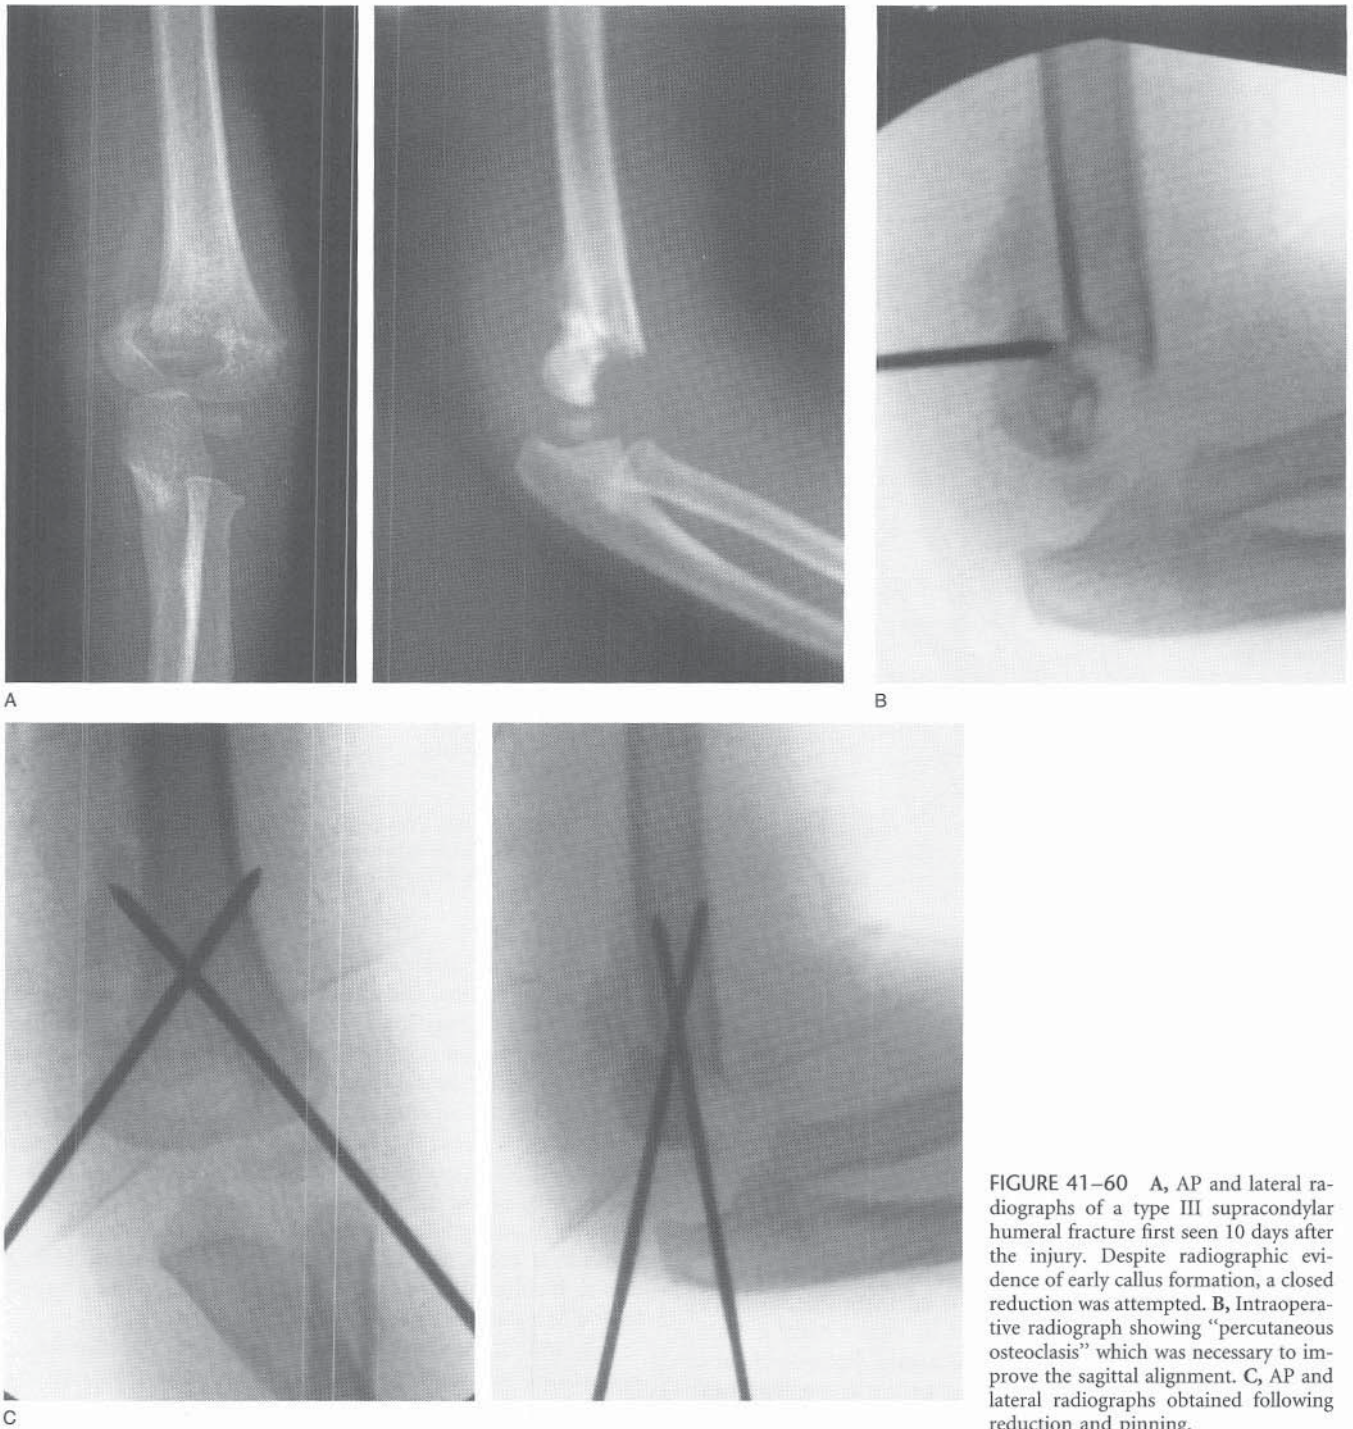 A
B
C
FIGURE 41–60 A, AP and lateral ra-
diographs of a type III supracondylar
humeral fracture first seen 10 days after
the injury. Despite radiographic evi-
dence of early callus formation, a closed
reduction was attempted. B, Intraopera-
tive radiograph showing “percutaneous
osteoclasis” which was necessary to im-
prove the sagittal alignment. C, AP and
lateral radiographs obtained following
reduction and pinning.